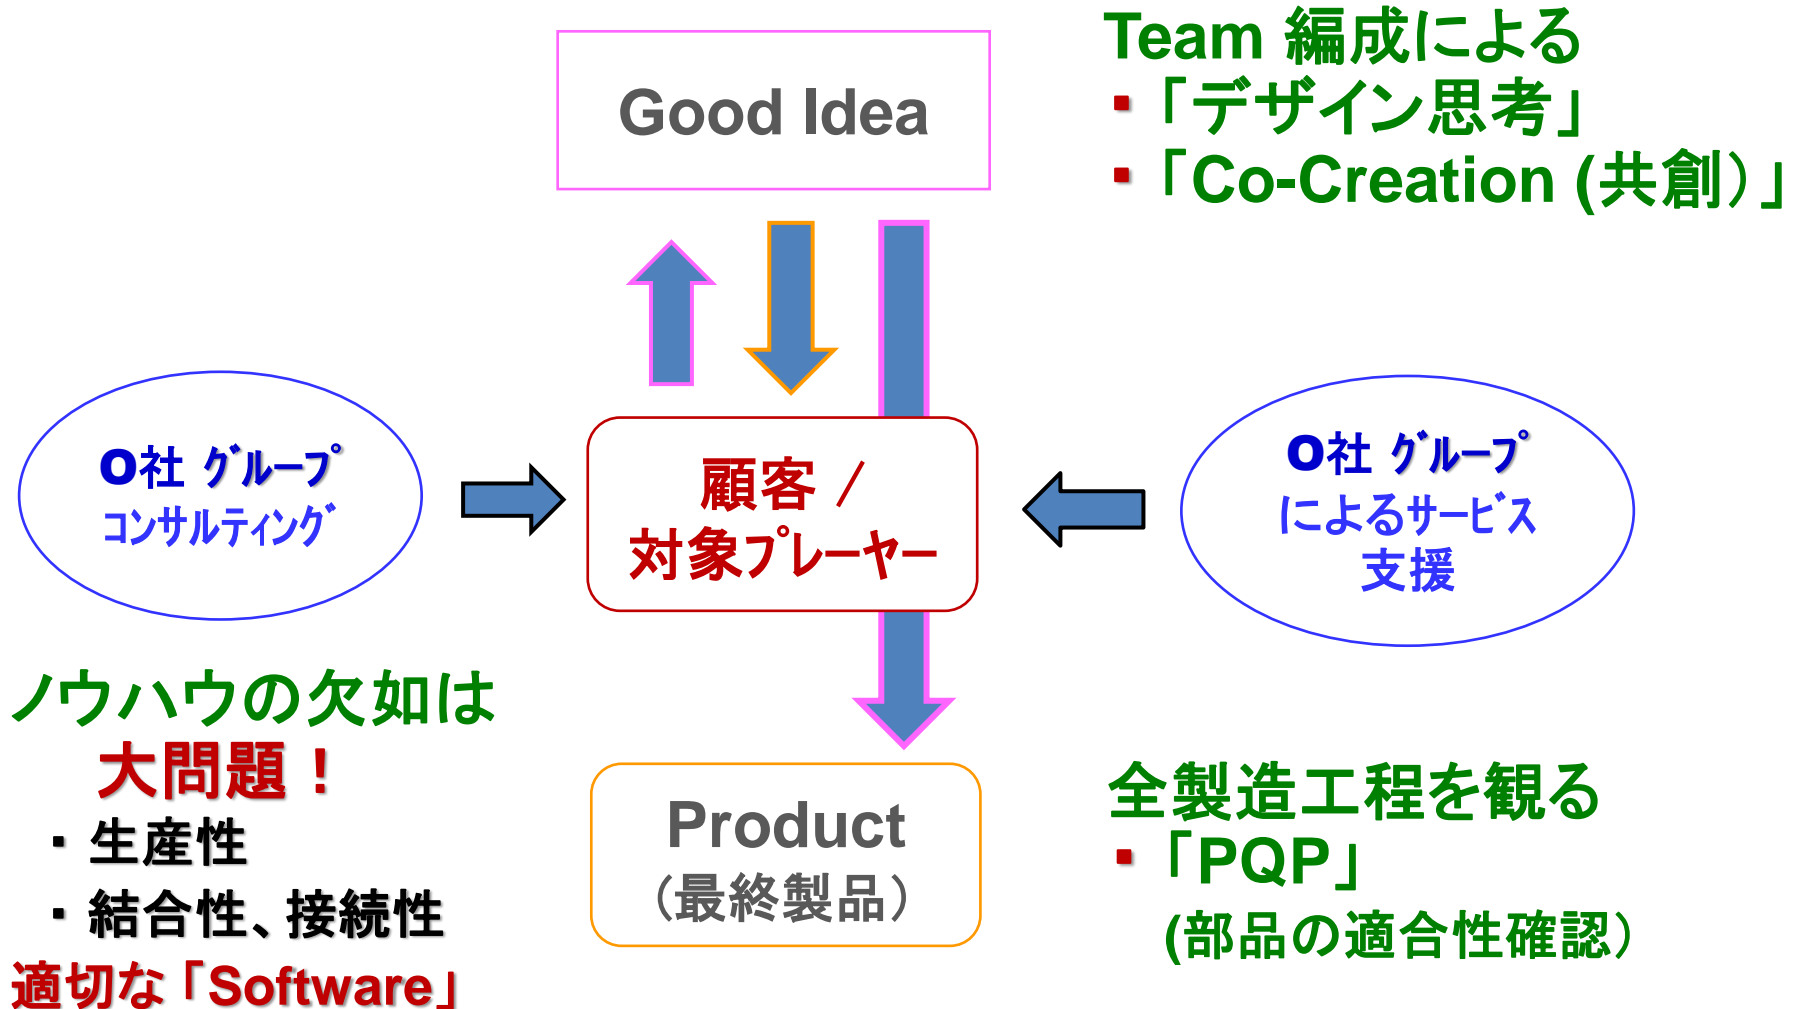 Good Idea
Team 編成による
▪「デザイン思考」
▪「Co-Creation (共創）」
O社 ｸﾞﾙｰﾌﾟ
ｺﾝｻﾙﾃｨﾝｸﾞ
顧客 /
対象ﾌﾟﾚｰﾔｰ
O社 ｸﾞﾙｰﾌﾟ
によるｻｰﾋﾞｽ
支援
ノウハウの欠如は
大問題！
▪ 生産性
▪ 結合性、接続性
適切な「Software」
Product
（最終製品）
全製造工程を観る
▪「PQP」
(部品の適合性確認）